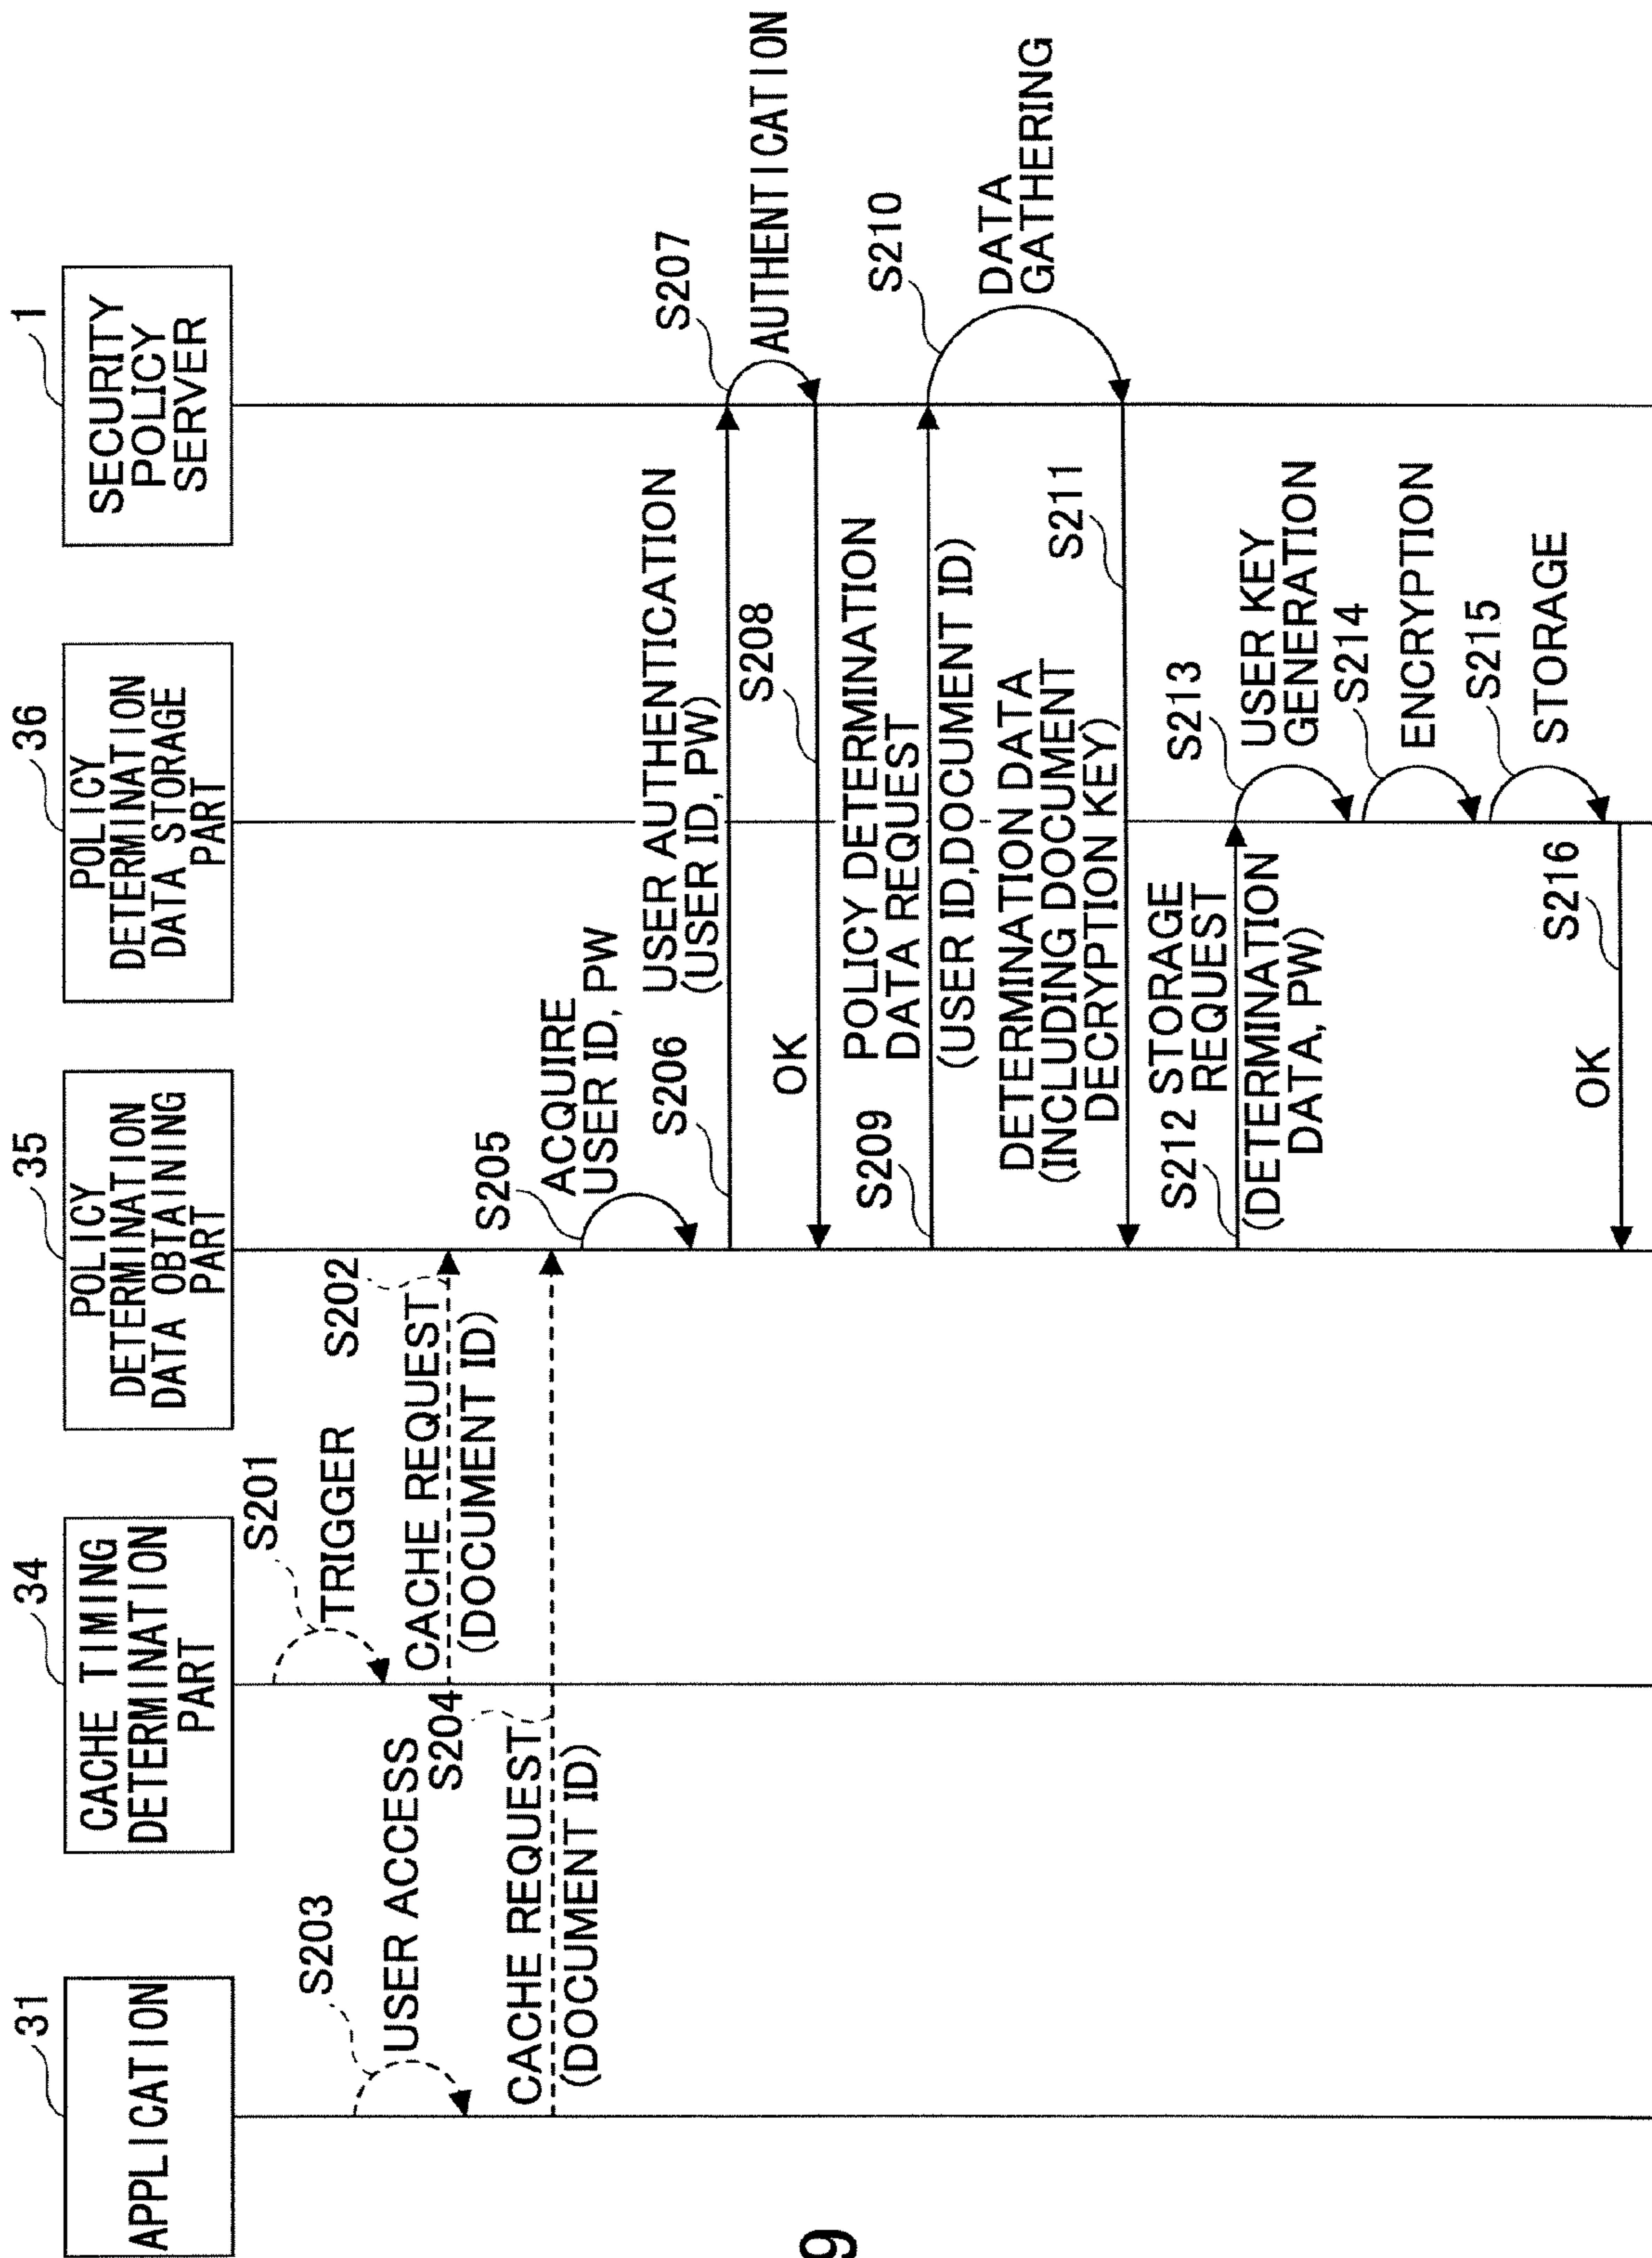 31
APPLICATION
34
CACHE TIMING
DETERMINATION
PART
35
POLICY
DETERMINATION
DATA OBTAINING
PART
36
POLICY
DETERMINATION
DATA STORAGE
PART
1
SECURITY
POLICY
SERVER
S201
TRIGGER
S202
CACHE REQUEST
(DOCUMENT ID)
S203
USER ACCESS
S204
CACHE REQUEST
(DOCUMENT ID)
S205
ACQUIRE
USER ID, PW
S206
USER AUTHENTICATION
(USER ID, PW)
S207
AUTHENTICATION
S208
OK
S209
POLICY DETERMINATION
DATA REQUEST
(USER ID,DOCUMENT ID)
S210
DATA
GATHERING
S211
DETERMINATION DATA
(INCLUDING DOCUMENT
DECRYPTION KEY)
S212 STORAGE
REQUEST
(DETERMINATION
DATA, PW)
S213
USER KEY
GENERATION
S214
ENCRYPTION
S215
STORAGE
S216
OK
9